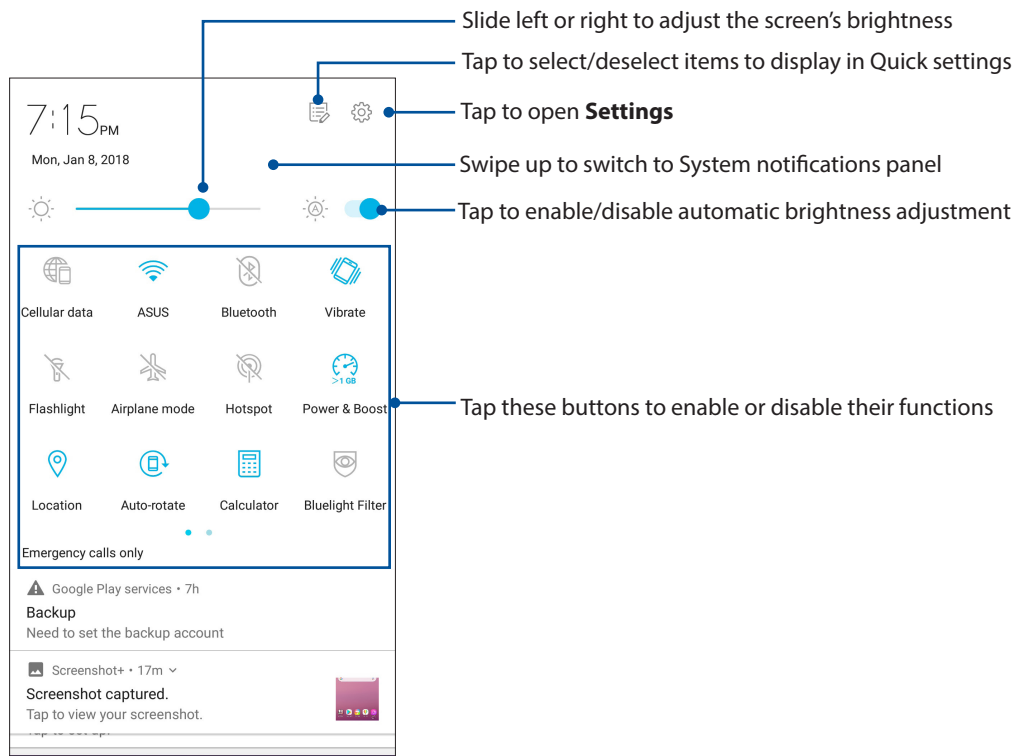 Slide left or right to adjust the screen’s brightness
Tap to select/deselect items to display in Quick settings
Tap to open Settings
Swipe up to switch to System notifications panel
Tap to enable/disable automatic brightness adjustment
Tap these buttons to enable or disable their functions
7:15PM
Mon, Jan 8, 2018
A
Cellular data ASUS Bluetooth Vibrate
>1 GB
Flashlight Airplane mode Hotspot Power & Boost
Location Auto-rotate Calculator Bluelight Filter
Emergency calls only
Google Play services • 7h
Backup
Need to set the backup account
Screenshot+ • 17m
Screenshot captured.
Tap to view your screenshot.